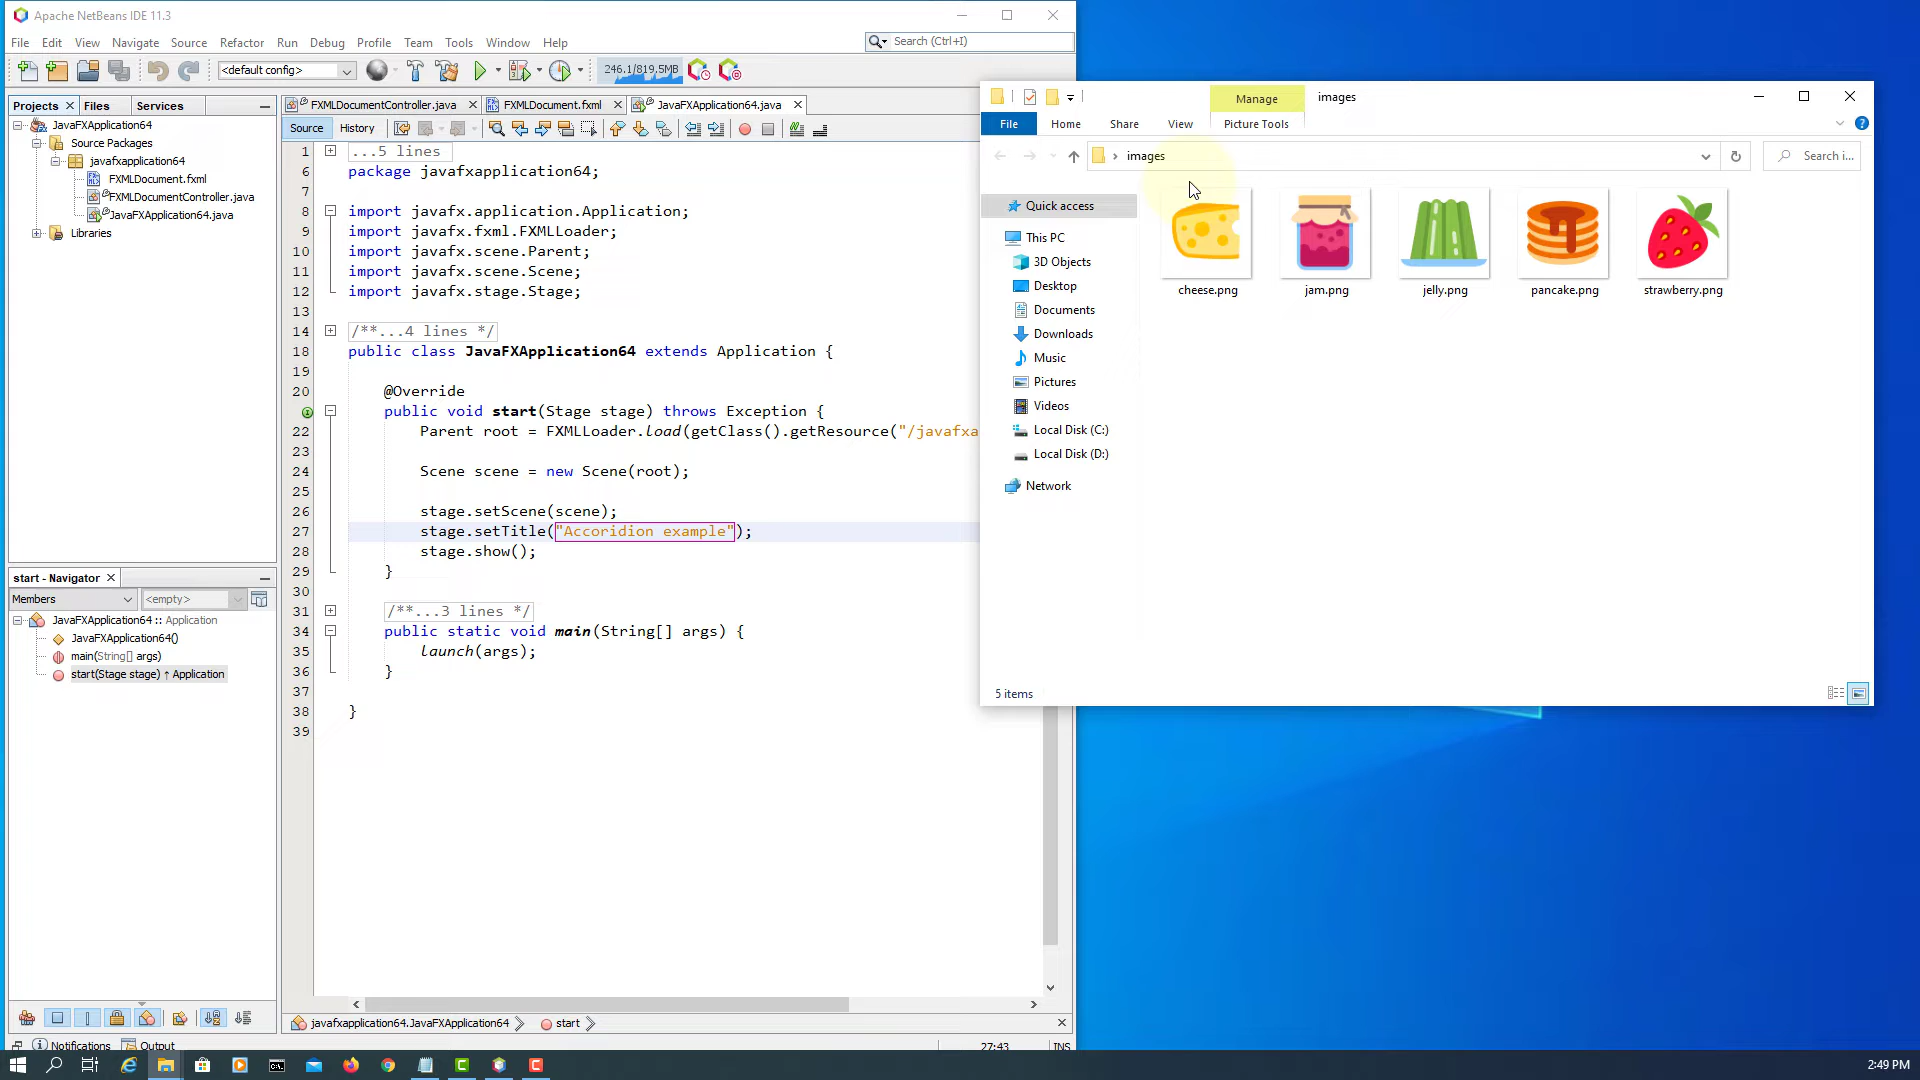 Apache NetBeans IDE 11.3
File Edit View Navigate Source Refactor Run Debug Profile Team Tools Window Help
Search (Ctrl+I)
<default config>
246.1/819.5MB
Projects Files Services
JavaFXApplication64
Source Packages
javafxapplication64
FXMLDocument.fxml
FXMLDocumentController.java
JavaFXApplication64.java
Libraries
start - Navigator
Members
<empty>
JavaFXApplication64 :: Application
JavaFXApplication64()
main(String[] args)
start(Stage stage) ↑ Application
FXMLDocumentController.java FXMLDocument.fxml JavaFXApplication64.java
Source History
1 ...5 lines
6 package javafxapplication64;
7
8 import javafx.application.Application;
9 import javafx.fxml.FXMLLoader;
10 import javafx.scene.Parent;
11 import javafx.scene.Scene;
12 import javafx.stage.Stage;
13
14 /**...4 lines */
18 public class JavaFXApplication64 extends Application {
19
20 @Override
public void start(Stage stage) throws Exception {
22 Parent root = FXMLLoader.load(getClass().getResource("/javafxa
23
24 Scene scene = new Scene(root);
25
26 stage.setScene(scene);
27 stage.setTitle("Accoridion example");
28 stage.show();
29 }
30
31 /**...3 lines */
34 public static void main(String[] args) {
35 launch(args);
36 }
37
38 }
39
javafxapplication64.JavaFXApplication64 start
Notifications Output
27:43 INS
Manage images
File Home Share View Picture Tools
images
Search i...
Quick access
This PC
3D Objects
Desktop
Documents
Downloads
Music
Pictures
Videos
Local Disk (C:)
Local Disk (D:)
Network
cheese.png jam.png jelly.png pancake.png strawberry.png
5 items
2:49 PM